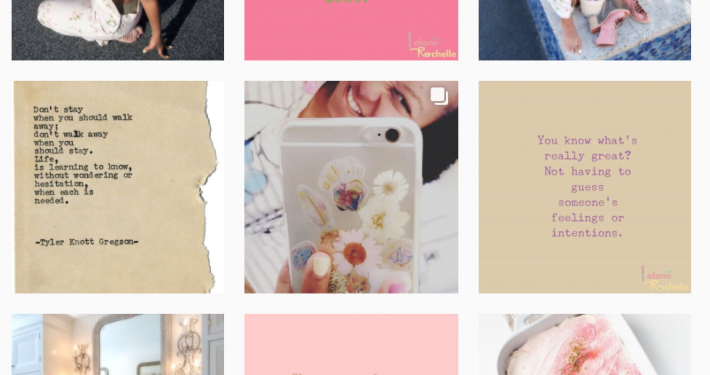 Lalanii
Rochelle
Don't stay
when you should walk
away;
don't walk away
when you
should stay.
Life,
is learning to know,
without wondering or
hesitation,
when each is
needed.
-Tyler Knott Gregson-
You know what's
really great?
Not having to
guess
someone's
feelings or
intentions.
Lalanii
Rochelle